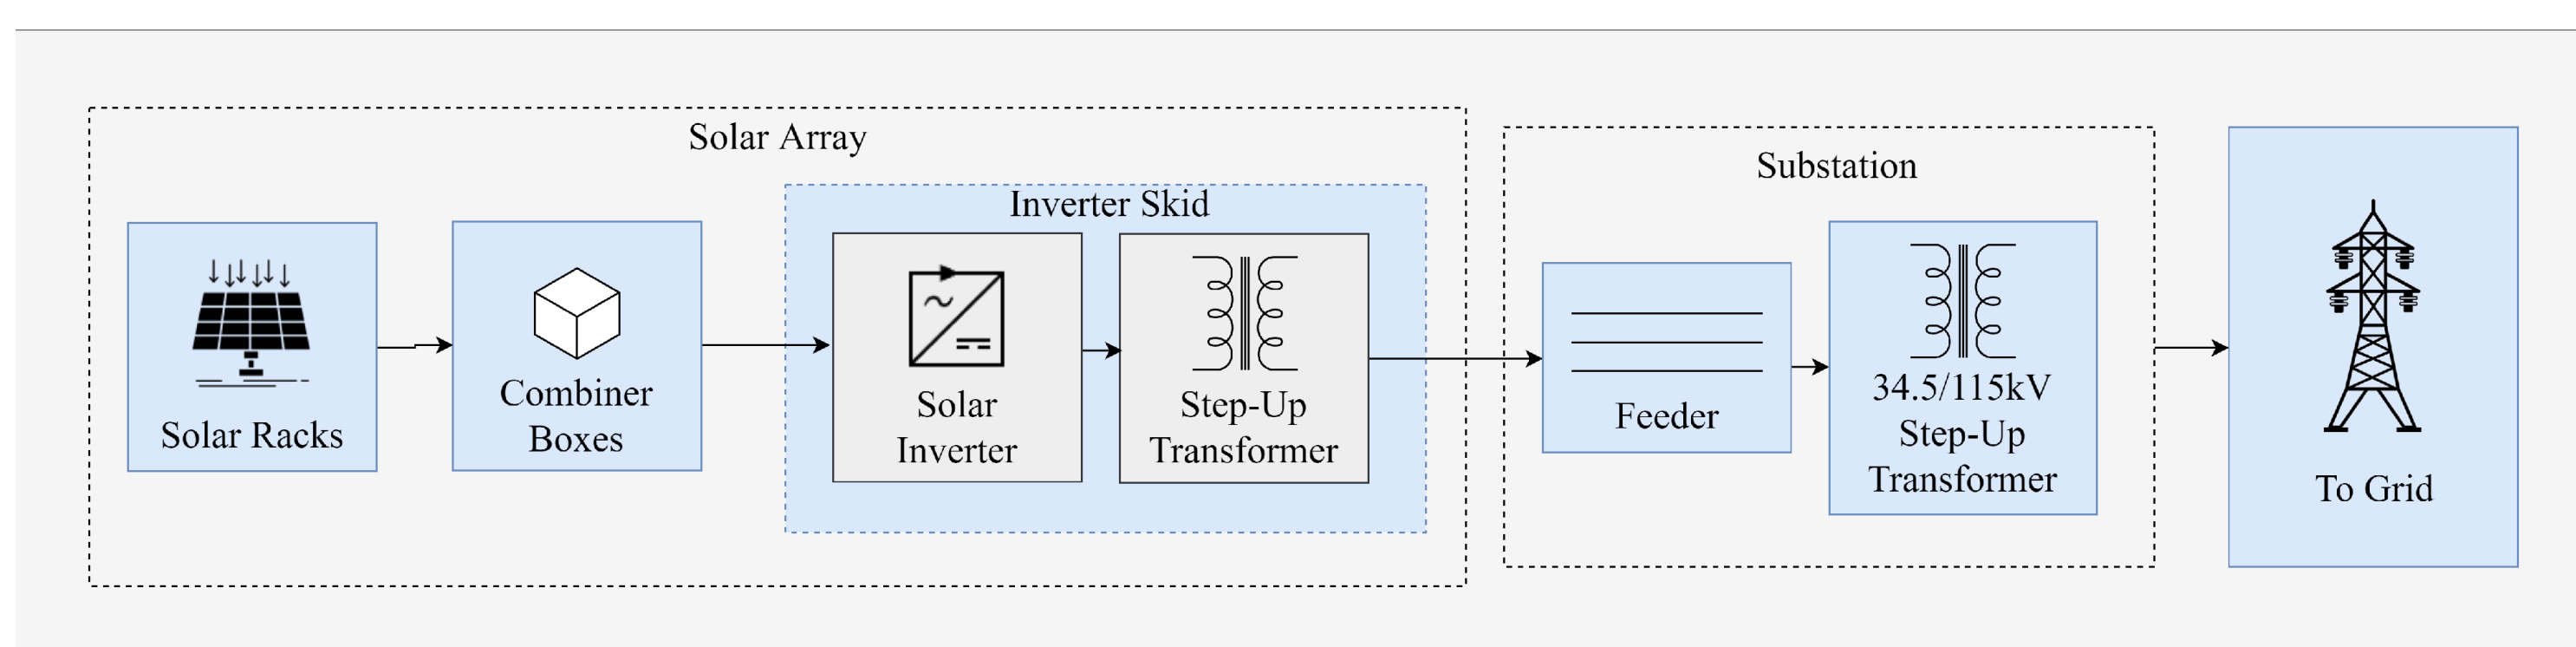 Solar Array
Inverter Skid
Solar Racks
Combiner
Boxes
Solar
Inverter
Step-Up
Transformer
Substation
Feeder
34.5/115kV
Step-Up
Transformer
To Grid